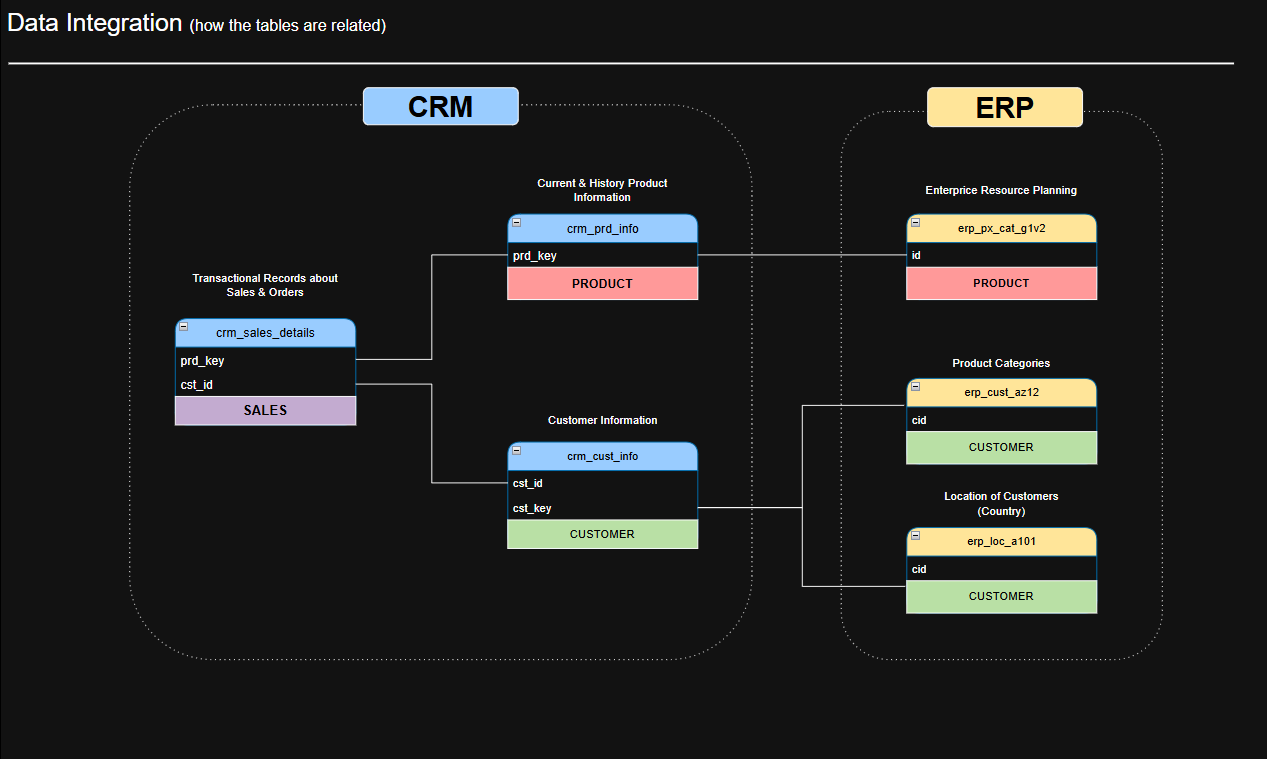 Data Integration (how the tables are related)
CRM
ERP
Current & History Product
Information
crm_prd_info
prd_key
PRODUCT
Enterprice Resource Planning
erp_px_cat_g1v2
id
PRODUCT
Transactional Records about
Sales & Orders
crm_sales_details
prd_key
cst_id
SALES
Customer Information
crm_cust_info
cst_id
cst_key
CUSTOMER
Product Categories
erp_cust_az12
cid
CUSTOMER
Location of Customers
(Country)
erp_loc_a101
cid
CUSTOMER